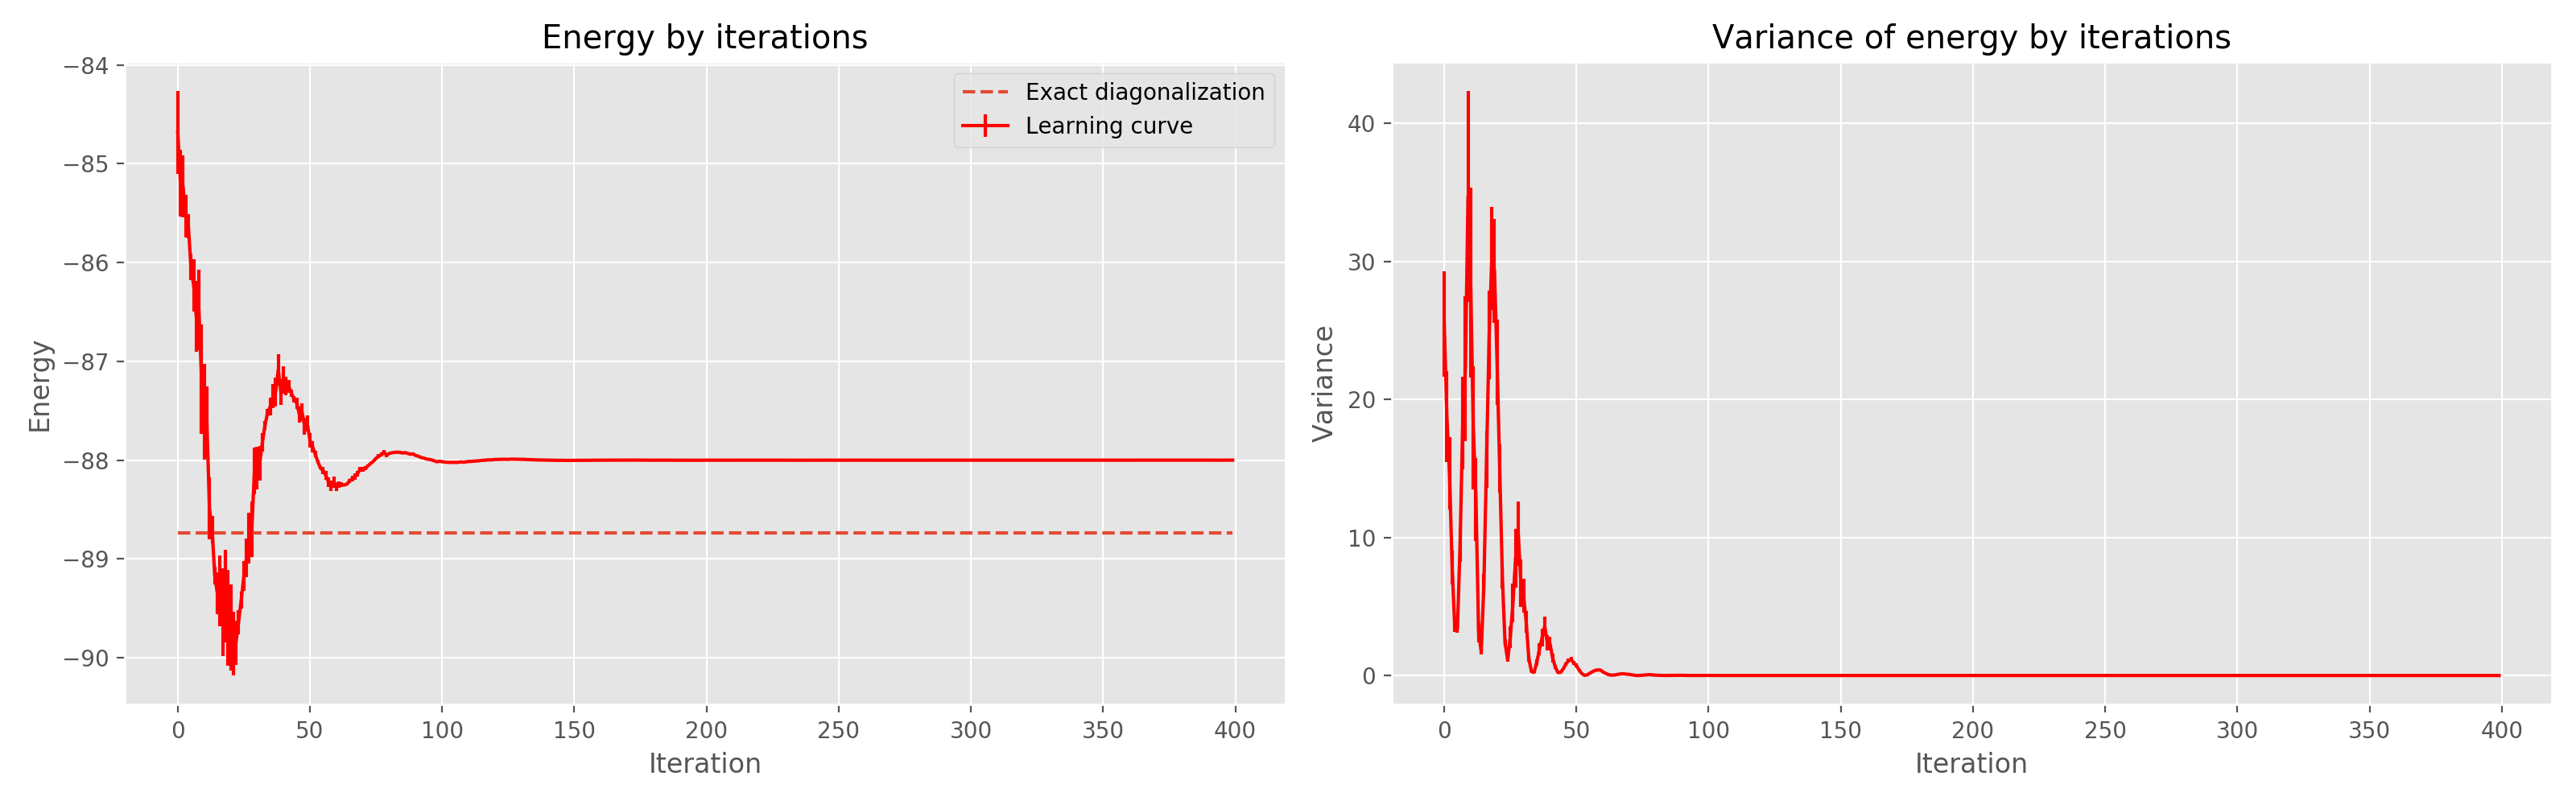 Energy by iterations
−84
−85
−86
−87
−88
−89
−90
Energy
0 50 100 150 200 250 300 350 400
Iteration
Exact diagonalization
Learning curve
Variance of energy by iterations
40
30
20
10
0
Variance
0 50 100 150 200 250 300 350 400
Iteration